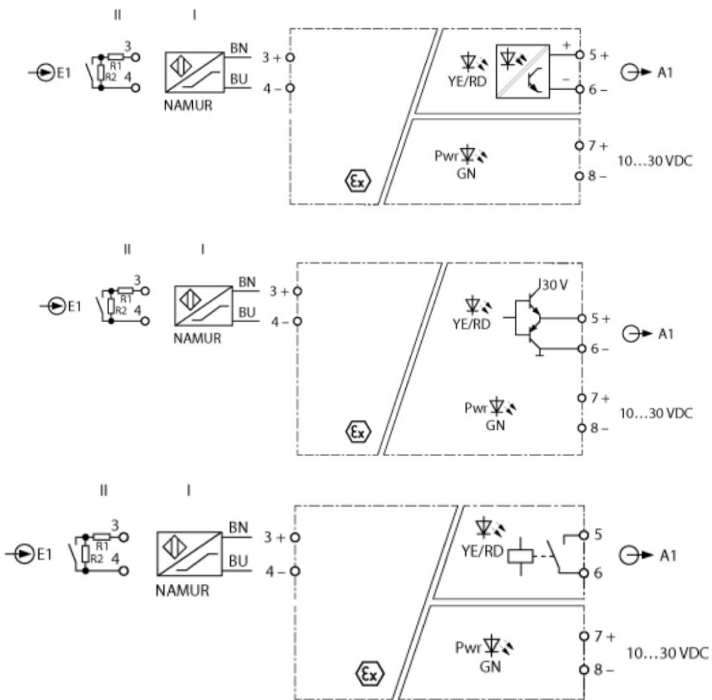 II I
BN 3 +
3
E1 R1
R2 4
BU 4 –
NAMUR
YE/RD
+ 5 +
– 6 –
A1
Ex
Pwr
GN
7 +
8 –
10...30 VDC
II I
BN 3 +
3
E1 R1
R2 4
BU 4 –
NAMUR
YE/RD
30 V
5 +
6 –
A1
Ex
Pwr
GN
7 +
8 –
10...30 VDC
II I
BN 3 +
3
E1 R1
R2 4
BU 4 –
NAMUR
YE/RD
5
6
A1
Ex
Pwr
GN
7 +
8 –
10...30 VDC